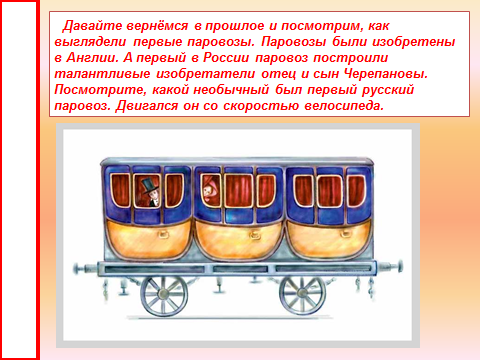 Давайте вернёмся в прошлое и посмотрим, как
выглядели первые паровозы. Паровозы были изобретены
в Англии. А первый в России паровоз построили
талантливые изобретатели отец и сын Черепановы.
Посмотрите, какой необычный был первый русский
паровоз. Двигался он со скоростью велосипеда.